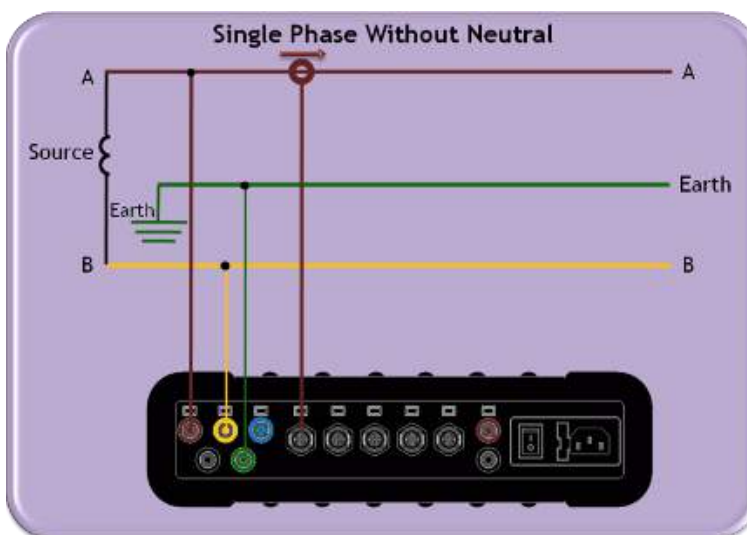 Single Phase Without Neutral
A
A
Source
Earth
Earth
B
B